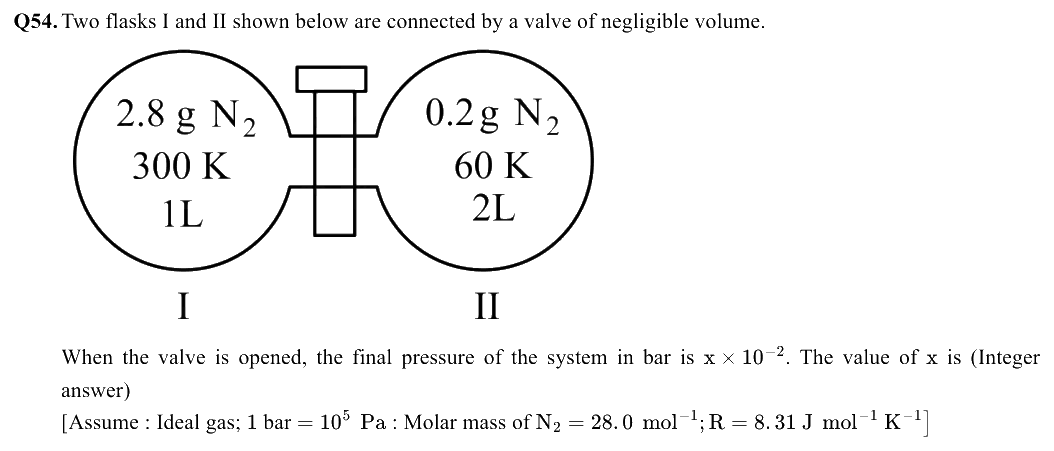 Q54. Two flasks I and II shown below are connected by a valve of negligible volume.
2.8 g N₂
300 K
1L
0.2g N₂
60 K
2L
I
II
When the valve is opened, the final pressure of the system in bar is x × 10⁻². The value of x is (Integer
answer)
[Assume : Ideal gas; 1 bar = 10⁵ Pa : Molar mass of N₂ = 28.0 mol⁻¹; R = 8.31 J mol⁻¹ K⁻¹]